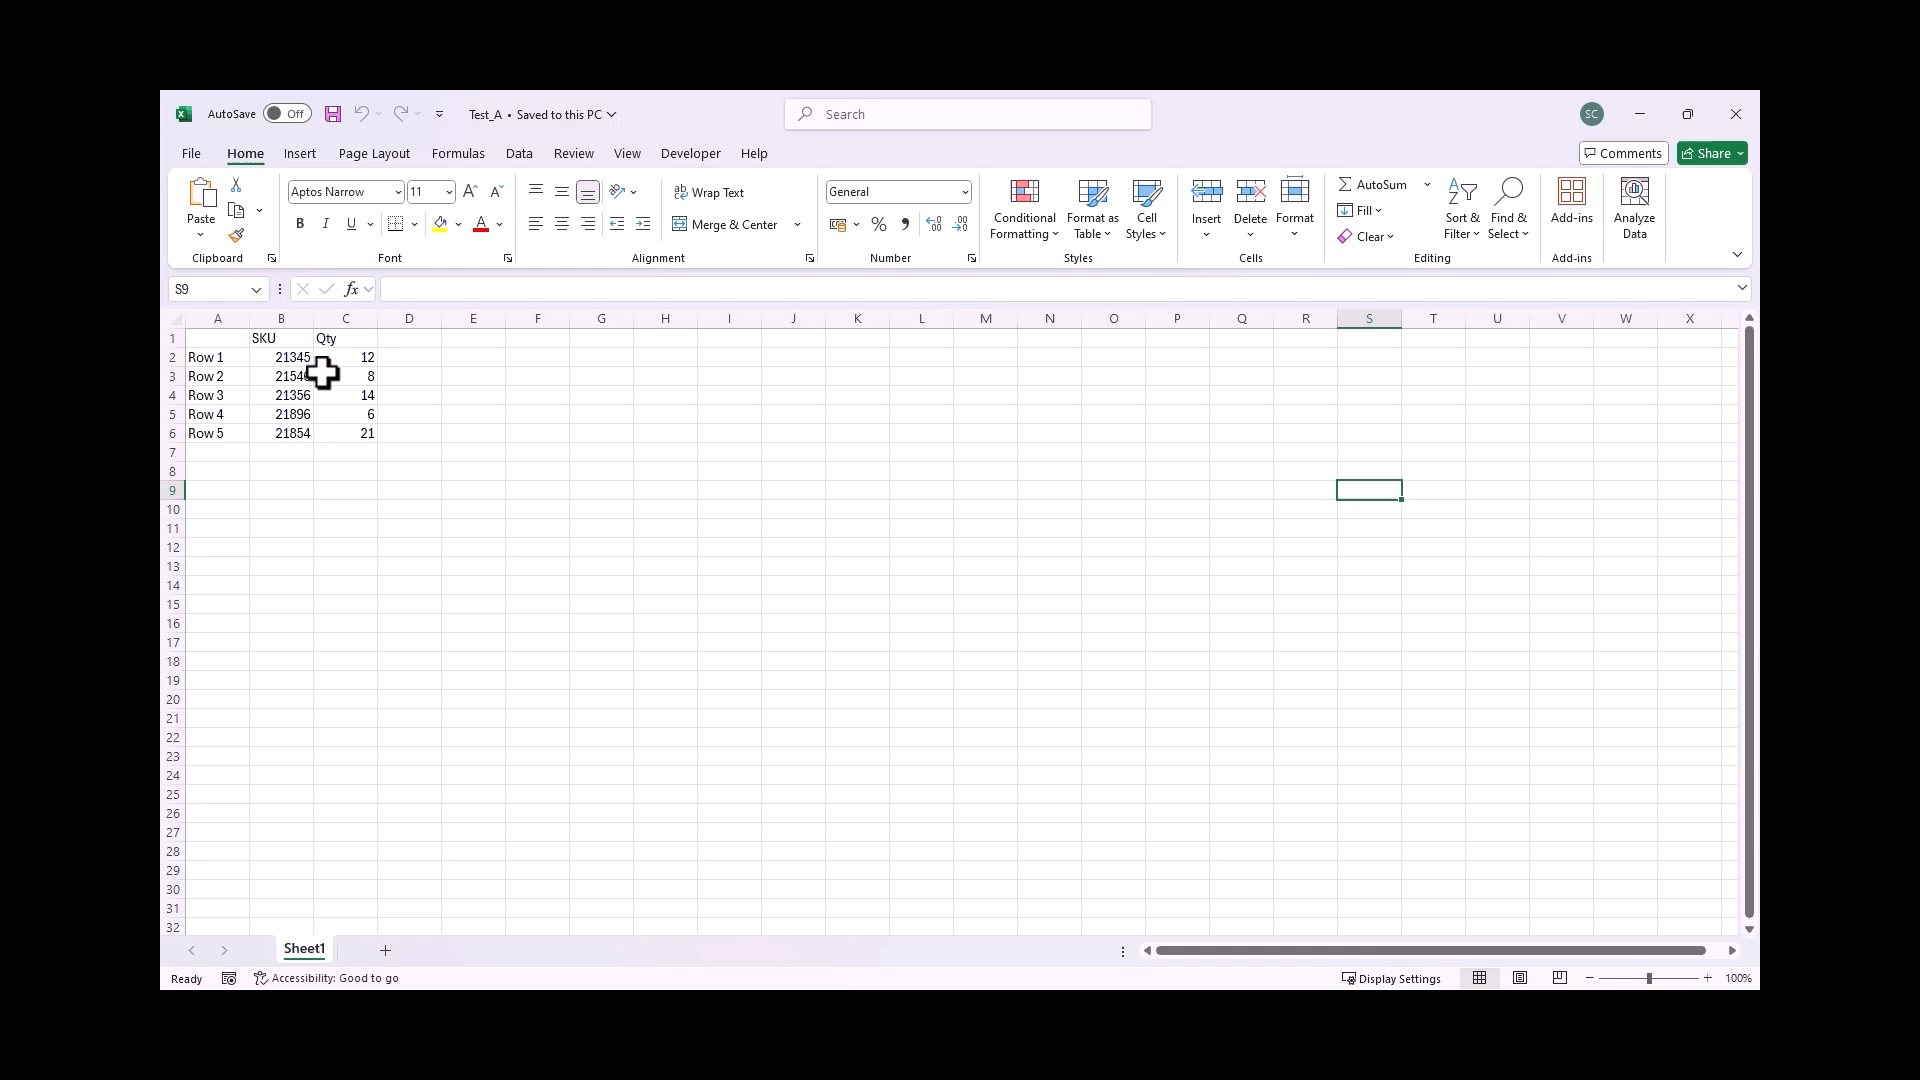 AutoSave Off Test_A • Saved to this PC Search SC
File Home Insert Page Layout Formulas Data Review View Developer Help Comments Share
Paste Aptos Narrow 11 Wrap Text General Conditional Formatting Format as Table Cell Styles Insert Delete Format AutoSum Sort & Filter Find & Select Add-ins Analyze Data
B I U Merge & Center % Fill Clear
Clipboard Font Alignment Number Styles Cells Editing Add-ins
S9 fx
A B C D E F G H I J K L M N O P Q R S T U V W X
1 SKU Qty
2 Row 1 21345 12
3 Row 2 8
4 Row 3 21356 14
5 Row 4 21896 6
6 Row 5 21854 21
7
8
9
10
11
12
13
14
15
16
17
18
19
20
21
22
23
24
25
26
27
28
29
30
31
32
Sheet1
Ready Accessibility: Good to go Display Settings 100%